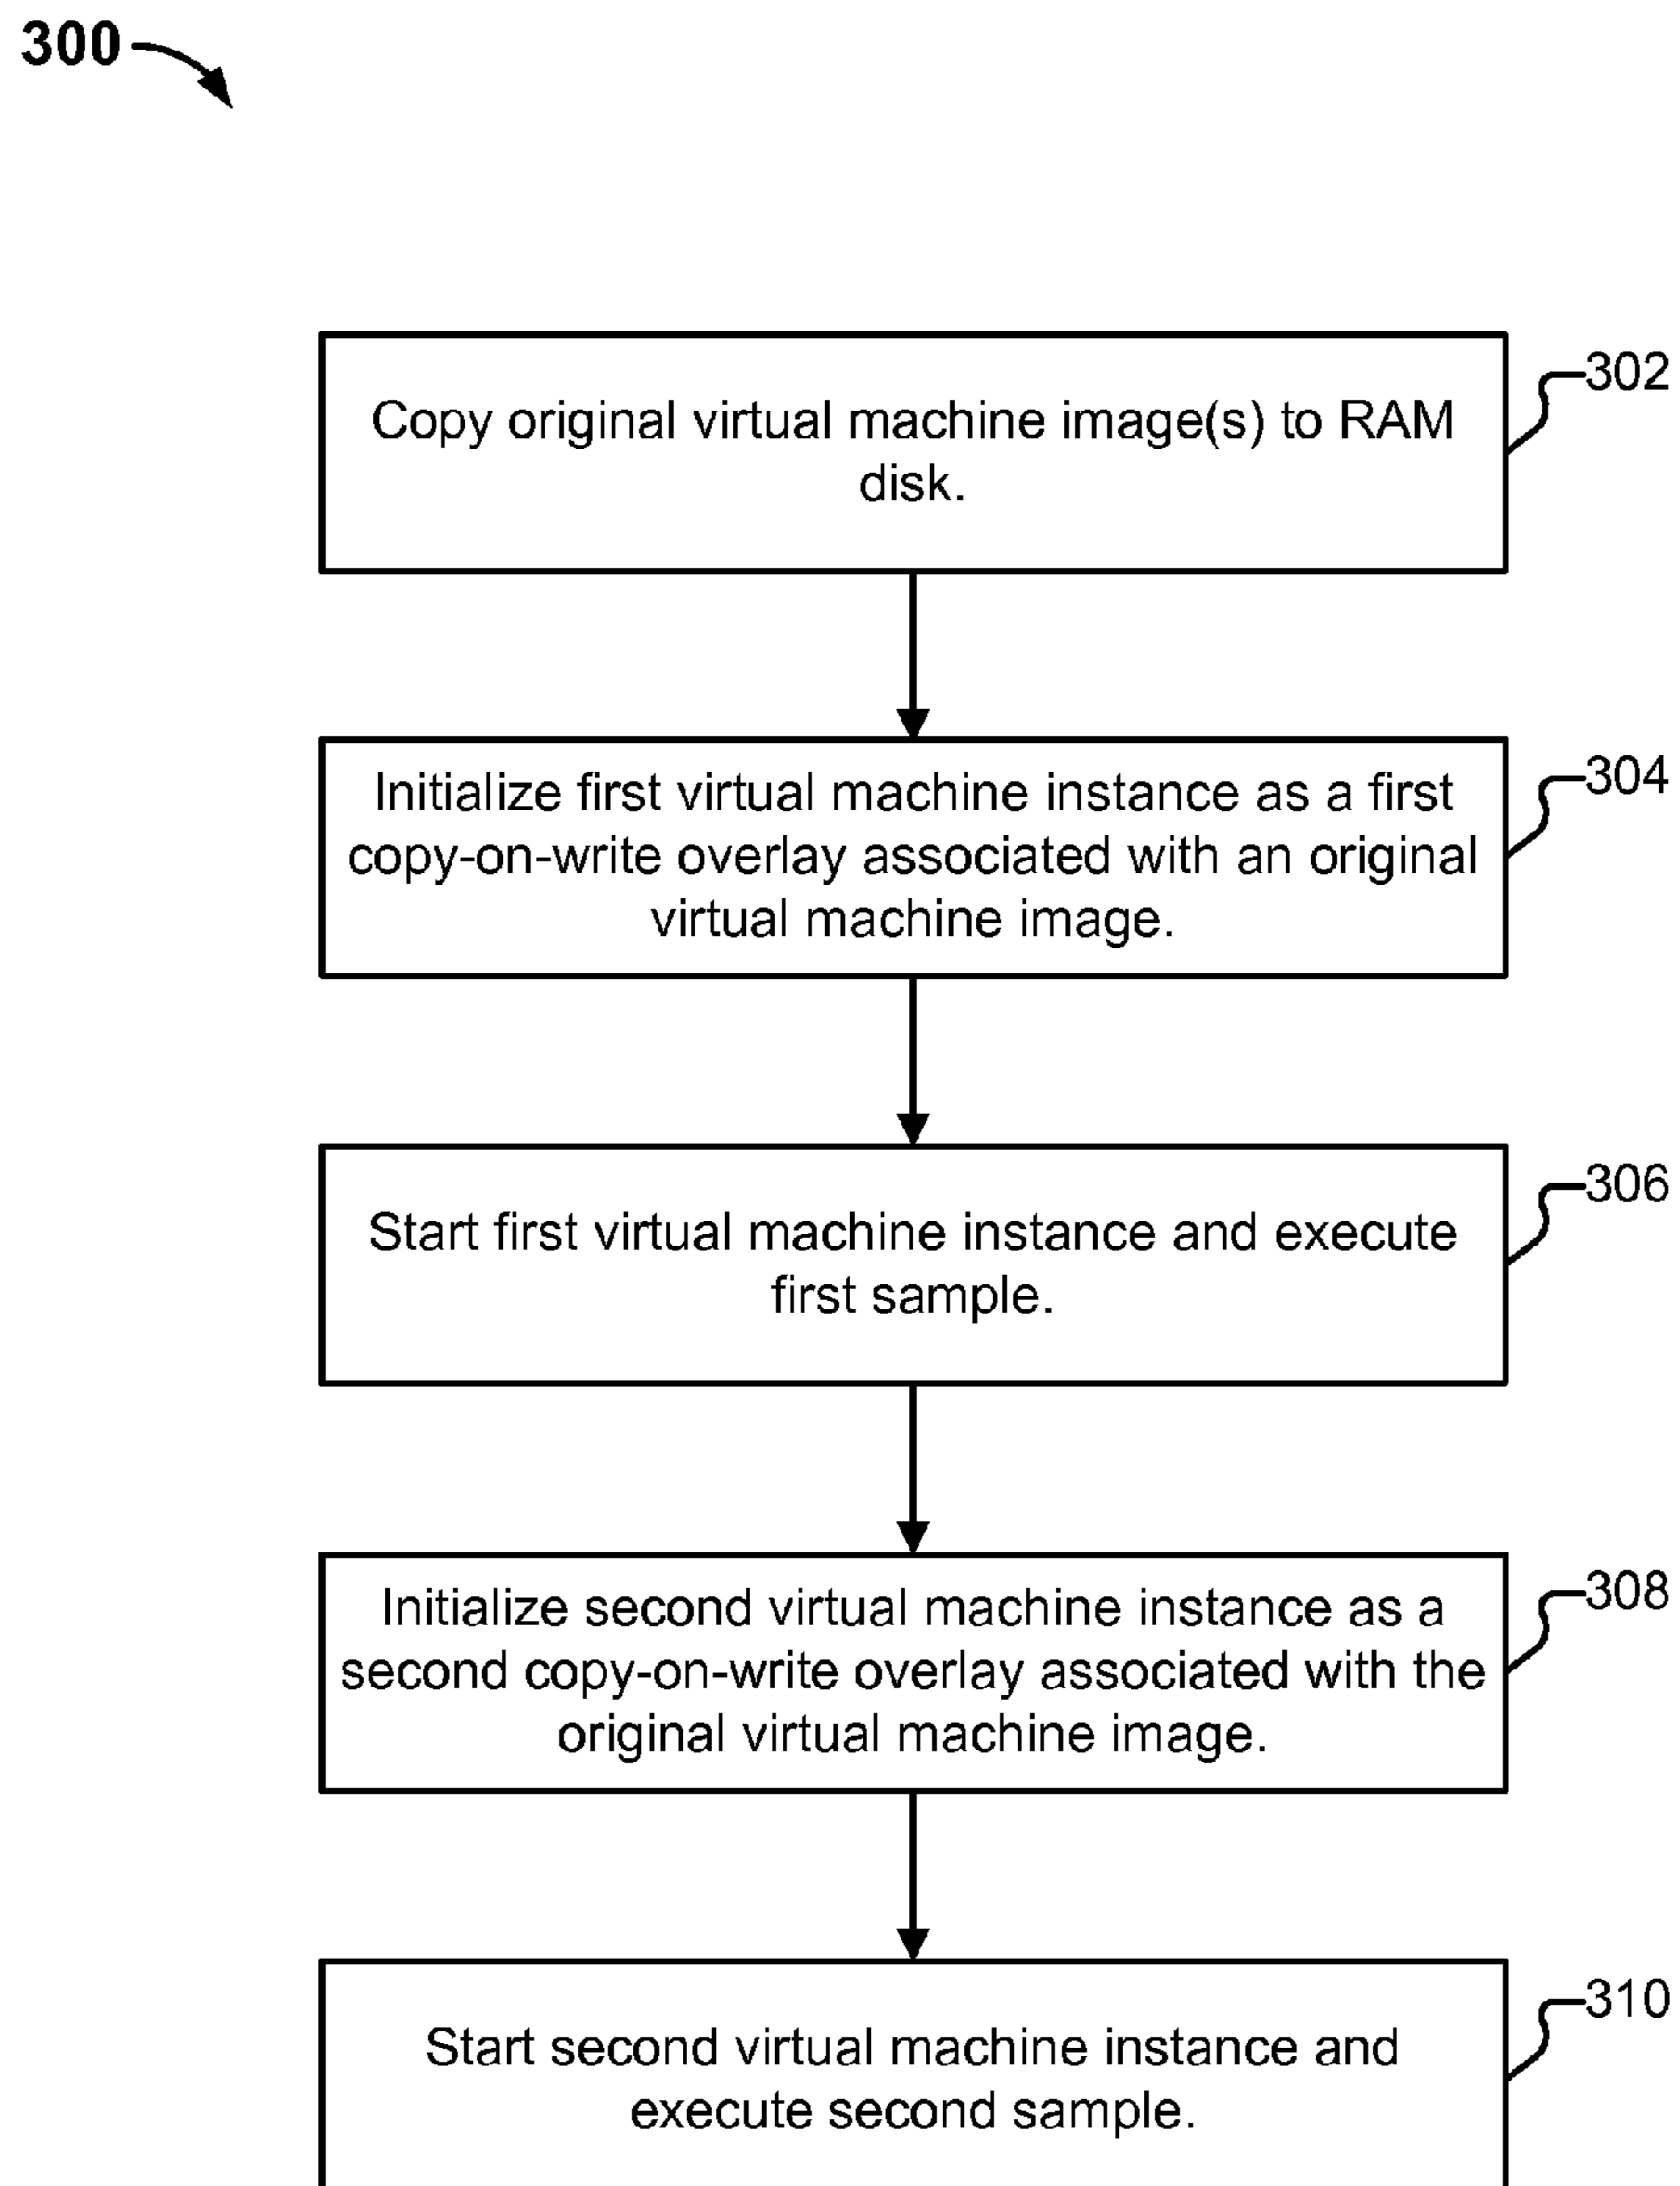 300
Copy original virtual machine image(s) to RAM
disk.
302
Initialize first virtual machine instance as a first
copy-on-write overlay associated with an original
virtual machine image.
304
Start first virtual machine instance and execute
first sample.
306
Initialize second virtual machine instance as a
second copy-on-write overlay associated with the
original virtual machine image.
308
Start second virtual machine instance and
execute second sample.
310